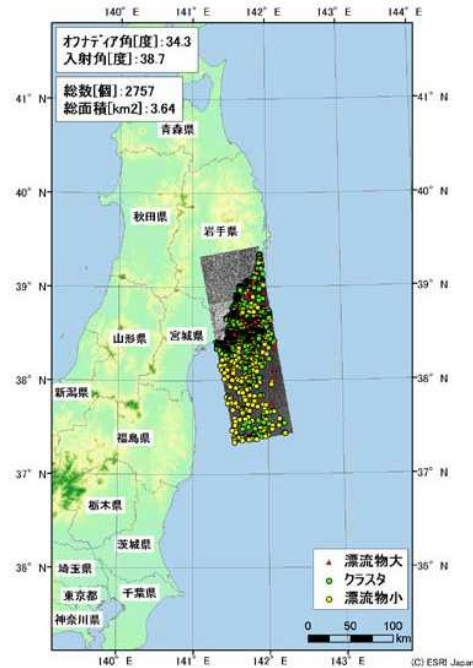 140° E 141° E 142° E 143° E 144° E
オフナディア角[度]:34.3
入射角[度]:38.7
総数[個]:2757
総面積[km2]:3.64
41° N 41° N
青森県
40° N 40° N
秋田県 岩手県
39° N 39° N
山形県 宮城県
38° N 38° N
新潟県
福島県
37° N 37° N
栃木県
茨城県
36° N 36° N
埼玉県
東京都 千葉県
神奈川県
漂流物大
クラスタ
漂流物小
0 50 100
km
140° E 141° E 142° E 143° E 144° E
(C) ESRI Japan